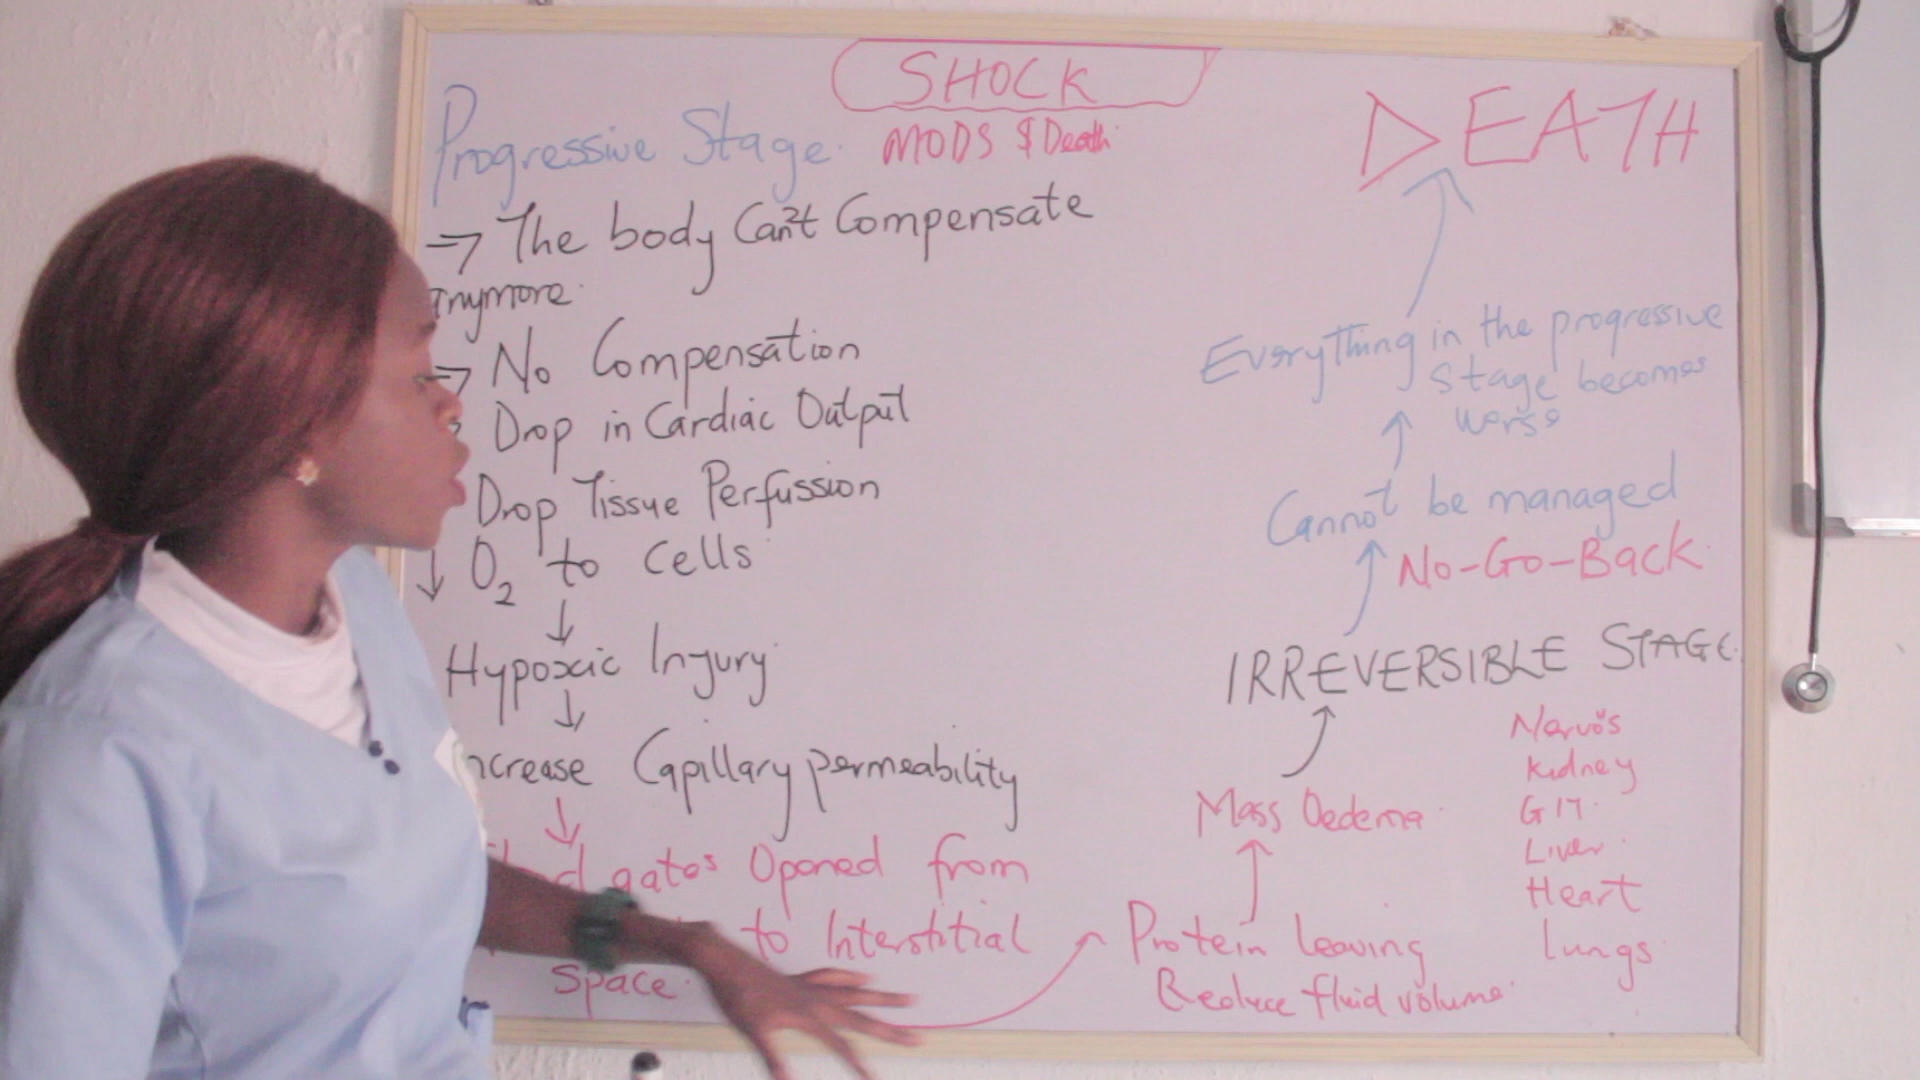 SHOCK
Progressive Stage.
MODS & Death.
→ The body Can't Compensate
Anymore.
→ No Compensation
Drop in Cardiac Output
Drop Tissue Perfussion
↓ O2 to cells
↓
Hypoxic Injury
↓
Increase Capillary permeability
↓
gates Opened from
to Interstitial
Space.
Protein leaving
Reduce fluid volume.
Mass Oedema.
IRREVERSIBLE STAGE.
No-Go-Back.
Cannot be managed
Everything in the progressive
stage becomes
worse
DEATH
Nervo's
Kidney
GIT.
Liver.
Heart
Lungs.